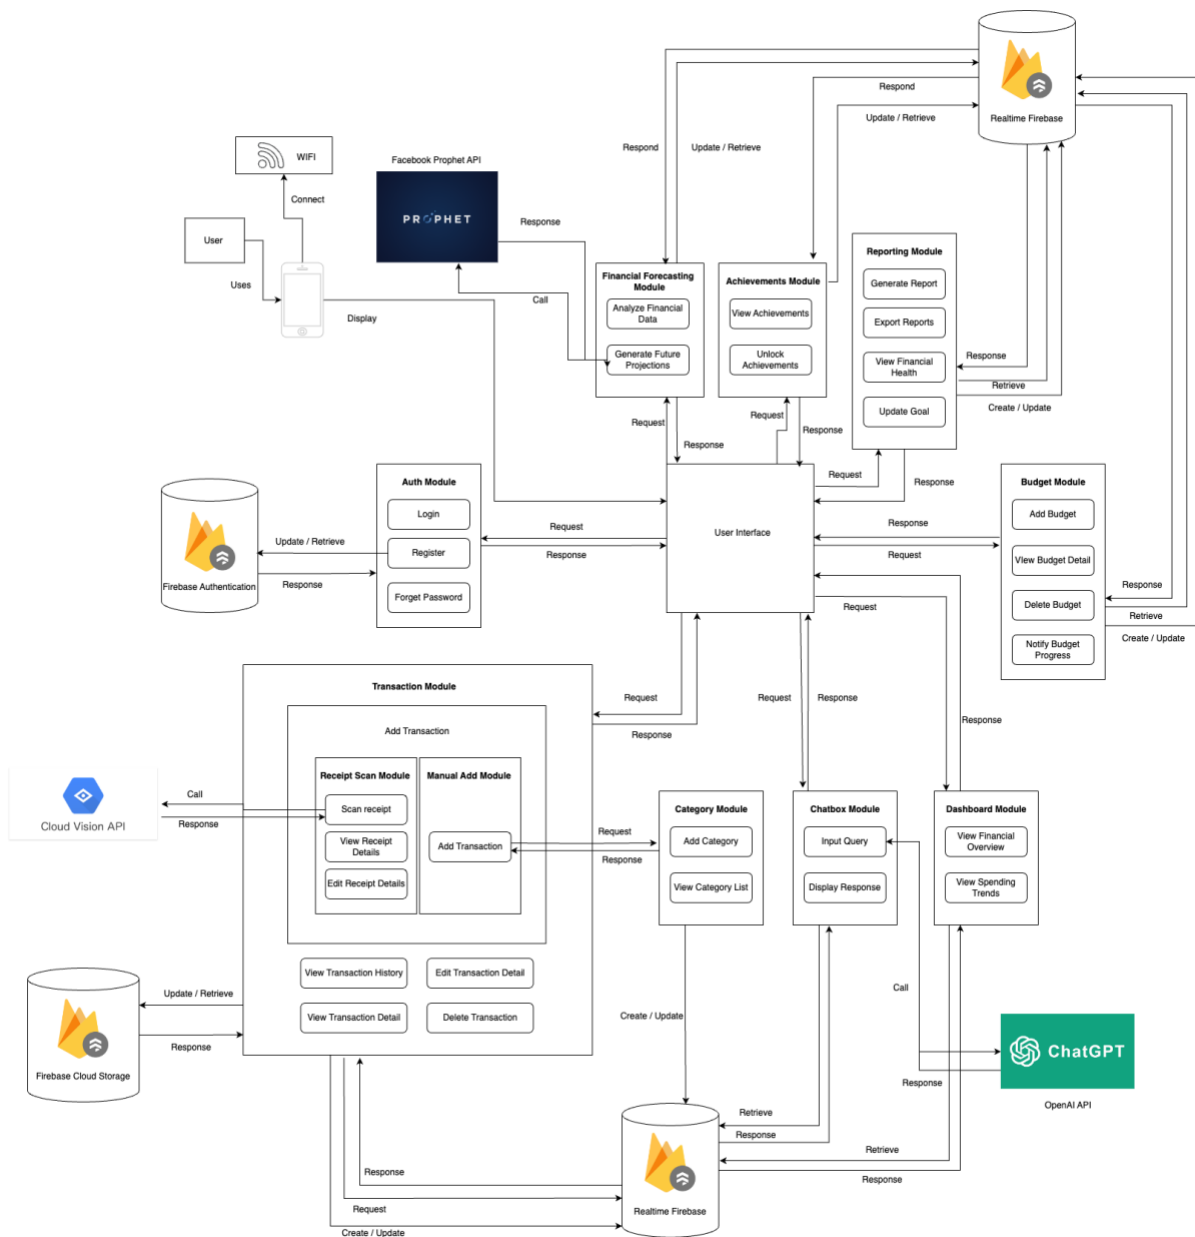 Realtime Firebase
Respond
Update / Retrieve
Respond
Update / Retrieve
WIFI
Connect
User
Uses
Display
Facebook Prophet API
PROPHET
Response
Call
Financial Forecasting
Module
Analyze Financial
Data
Generate Future
Projections
Achievements Module
View Achievements
Unlock
Achievements
Reporting Module
Generate Report
Export Reports
View Financial
Health
Update Goal
Response
Retrieve
Create / Update
Request
Response
Request
Response
Request
Response
Auth Module
Login
Register
Forget Password
Firebase Authentication
Update / Retrieve
Response
Request
Response
User Interface
Response
Request
Budget Module
Add Budget
VIew Budget Detail
Delete Budget
Notify Budget
Progress
Response
Retrieve
Create / Update
Request
Response
Request
Response
Request
Response
Transaction Module
Add Transaction
Receipt Scan Module
Scan receipt
View Receipt
Details
Edit Receipt Details
Manual Add Module
Add Transaction
View Transaction History
Edit Transaction Detail
View Transaction Detail
Delete Transaction
Cloud Vision API
Call
Response
Request
Response
Category Module
Add Category
View Category List
Chatbox Module
Input Query
Display Response
Dashboard Module
View Financial
Overview
View Spending
Trends
Firebase Cloud Storage
Update / Retrieve
Response
Create / Update
Call
Response
ChatGPT
OpenAI API
Retrieve
Response
Retrieve
Response
Response
Request
Create / Update
Realtime Firebase